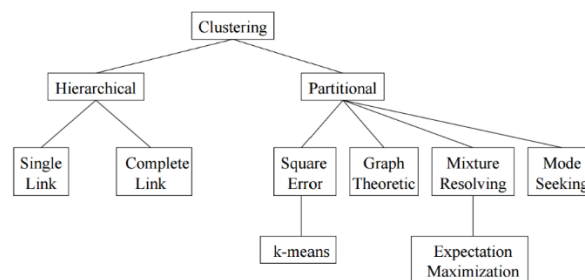 Clustering
Hierarchical
Partitional
Single
Link
Complete
Link
Square
Error
Graph
Theoretic
Mixture
Resolving
Mode
Seeking
k-means
Expectation
Maximization